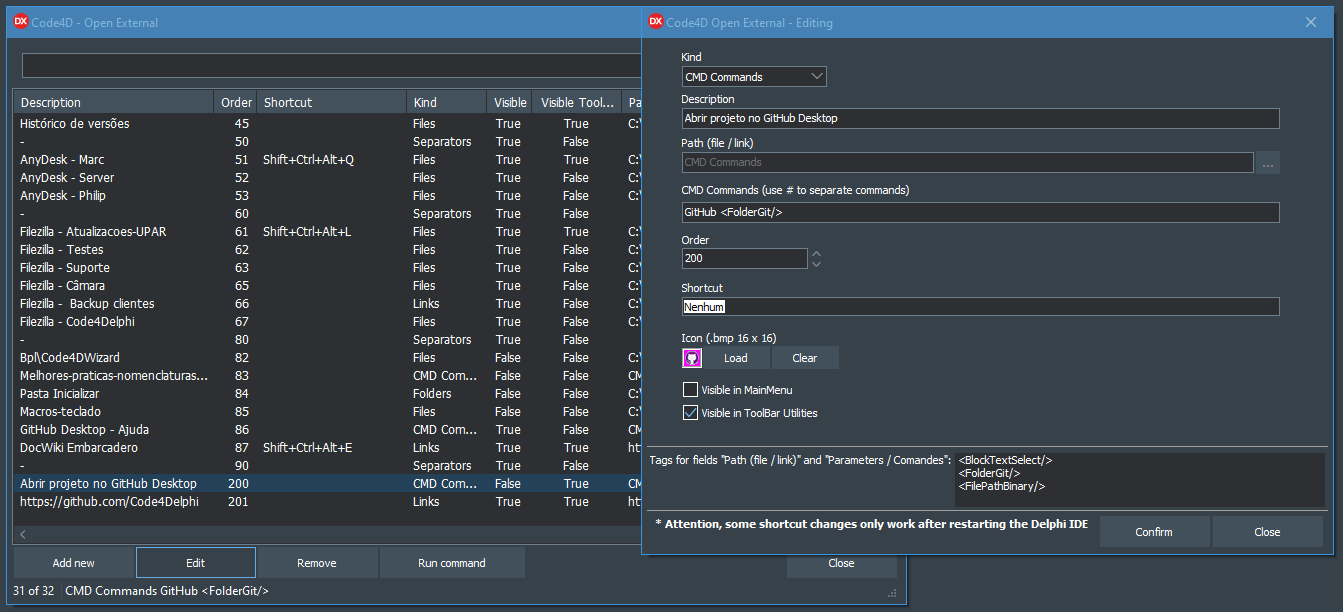 DX Code4D - Open External
Description Order Shortcut Kind Visible Visible Tool... Pa
Histórico de versões 45 Files True True C:\
- 50 Separators True False
AnyDesk - Marc 51 Shift+Ctrl+Alt+Q Files True True C:\
AnyDesk - Server 52 Files True False C:\
AnyDesk - Philip 53 Files True False C:\
- 60 Separators True False
Filezilla - Atualizacoes-UPAR 61 Shift+Ctrl+Alt+L Files True True C:\
Filezilla - Testes 62 Files True False C:\
Filezilla - Suporte 63 Files True False C:\
Filezilla - Câmara 65 Files True False C:\
Filezilla - Backup clientes 66 Links True False C:\
Filezilla - Code4Delphi 67 Files True False C:\
- 80 Separators True False
Bpl\Code4DWizard 82 Files False False C:\
Melhores-praticas-nomenclaturas... 83 CMD Com... False False CM
Pasta Inicializar 84 Folders False False C:\
Macros-teclado 85 Files False False C:\
GitHub Desktop - Ajuda 86 CMD Com... False False CM
DocWiki Embarcadero 87 Shift+Ctrl+Alt+E Links True True htt
- 90 Separators True False
Abrir projeto no GitHub Desktop 200 CMD Com... False True CM
https://github.com/Code4Delphi 201 Links True True htt
Add new Edit Remove Run command Close
31 of 32 CMD Commands GitHub <FolderGit/>
DX Code4D Open External - Editing
Kind
CMD Commands
Description
Abrir projeto no GitHub Desktop
Path (file / link)
CMD Commands ...
CMD Commands (use # to separate commands)
GitHub <FolderGit/>
Order
200
Shortcut
Nenhum
Icon (.bmp 16 x 16)
Load Clear
Visible in MainMenu
Visible in ToolBar Utilities
Tags for fields "Path (file / link)" and "Parameters / Comandes": <BlockTextSelect/>
<FolderGit/>
<FilePathBinary/>
* Attention, some shortcut changes only work after restarting the Delphi IDE Confirm Close